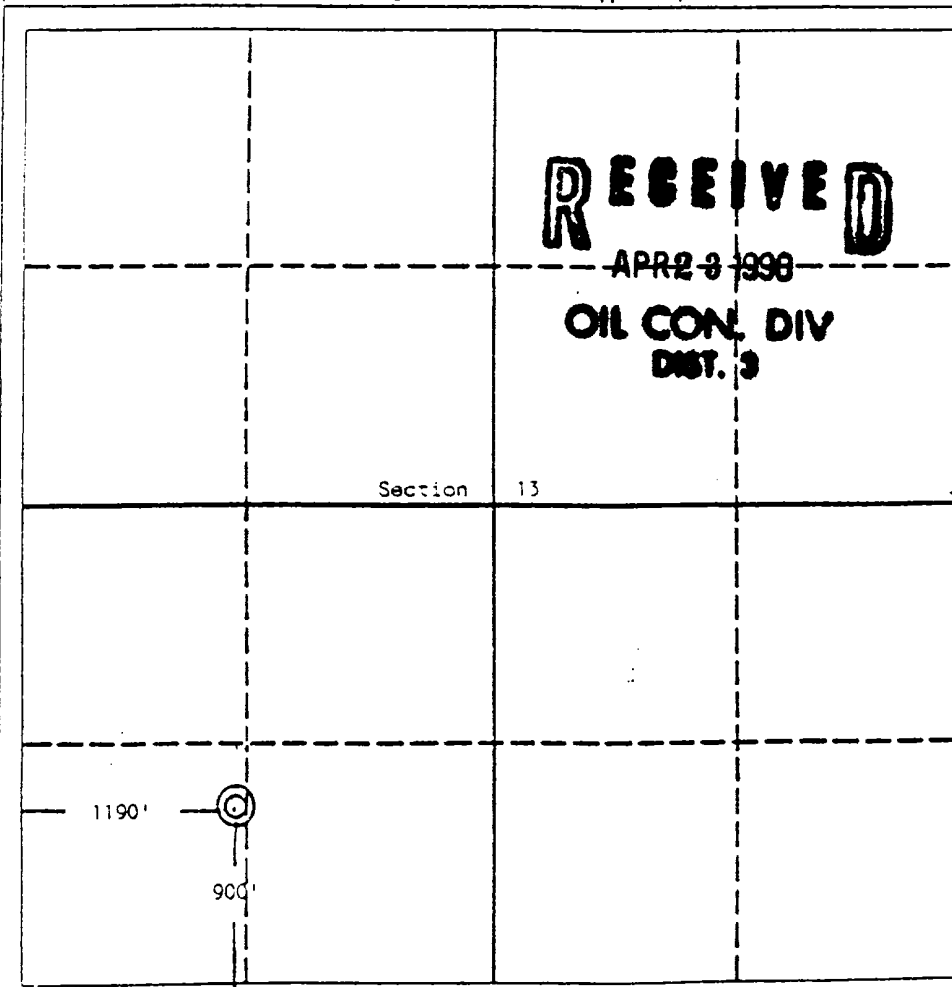 RECEIVED
APR 2 3 1998
OIL CON. DIV
DIST. 3
Section 13
1190'
900'